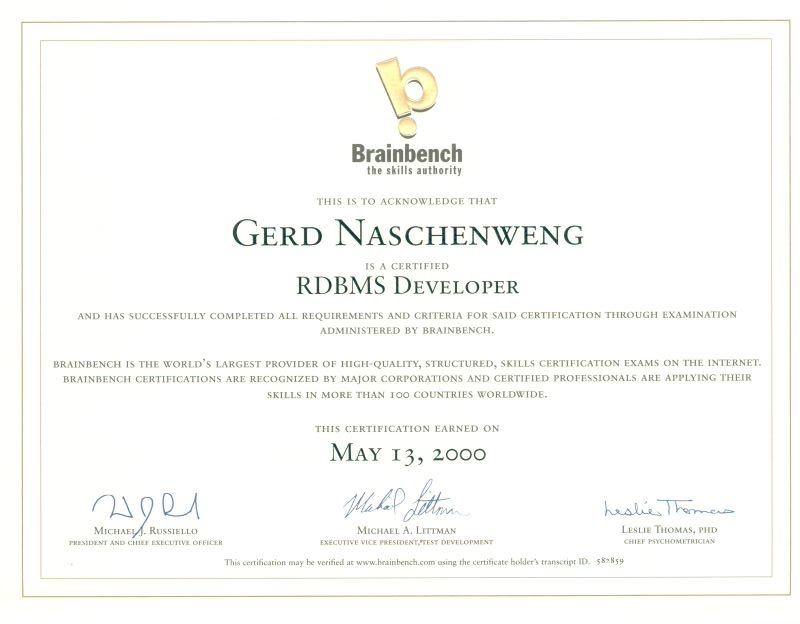 Brainbench
the skills authority
THIS IS TO ACKNOWLEDGE THAT
GERD NASCHENWENG
IS A CERTIFIED
RDBMS DEVELOPER
AND HAS SUCCESSFULLY COMPLETED ALL REQUIREMENTS AND CRITERIA FOR SAID CERTIFICATION THROUGH EXAMINATION
ADMINISTERED BY BRAINBENCH.
BRAINBENCH IS THE WORLD'S LARGEST PROVIDER OF HIGH-QUALITY, STRUCTURED, SKILLS CERTIFICATION EXAMS ON THE INTERNET.
BRAINBENCH CERTIFICATIONS ARE RECOGNIZED BY MAJOR CORPORATIONS AND CERTIFIED PROFESSIONALS ARE APPLYING THEIR
SKILLS IN MORE THAN 100 COUNTRIES WORLDWIDE.
THIS CERTIFICATION EARNED ON
MAY 13, 2000
Michael Littman
Leslie Thomas
MICHAEL J. RUSSIELLO
PRESIDENT AND CHIEF EXECUTIVE OFFICER
MICHAEL A. LITTMAN
EXECUTIVE VICE PRESIDENT, TEST DEVELOPMENT
LESLIE THOMAS, PHD
CHIEF PSYCHOMETRICIAN
This certification may be verified at www.brainbench.com using the certificate holder's transcript ID. 587859